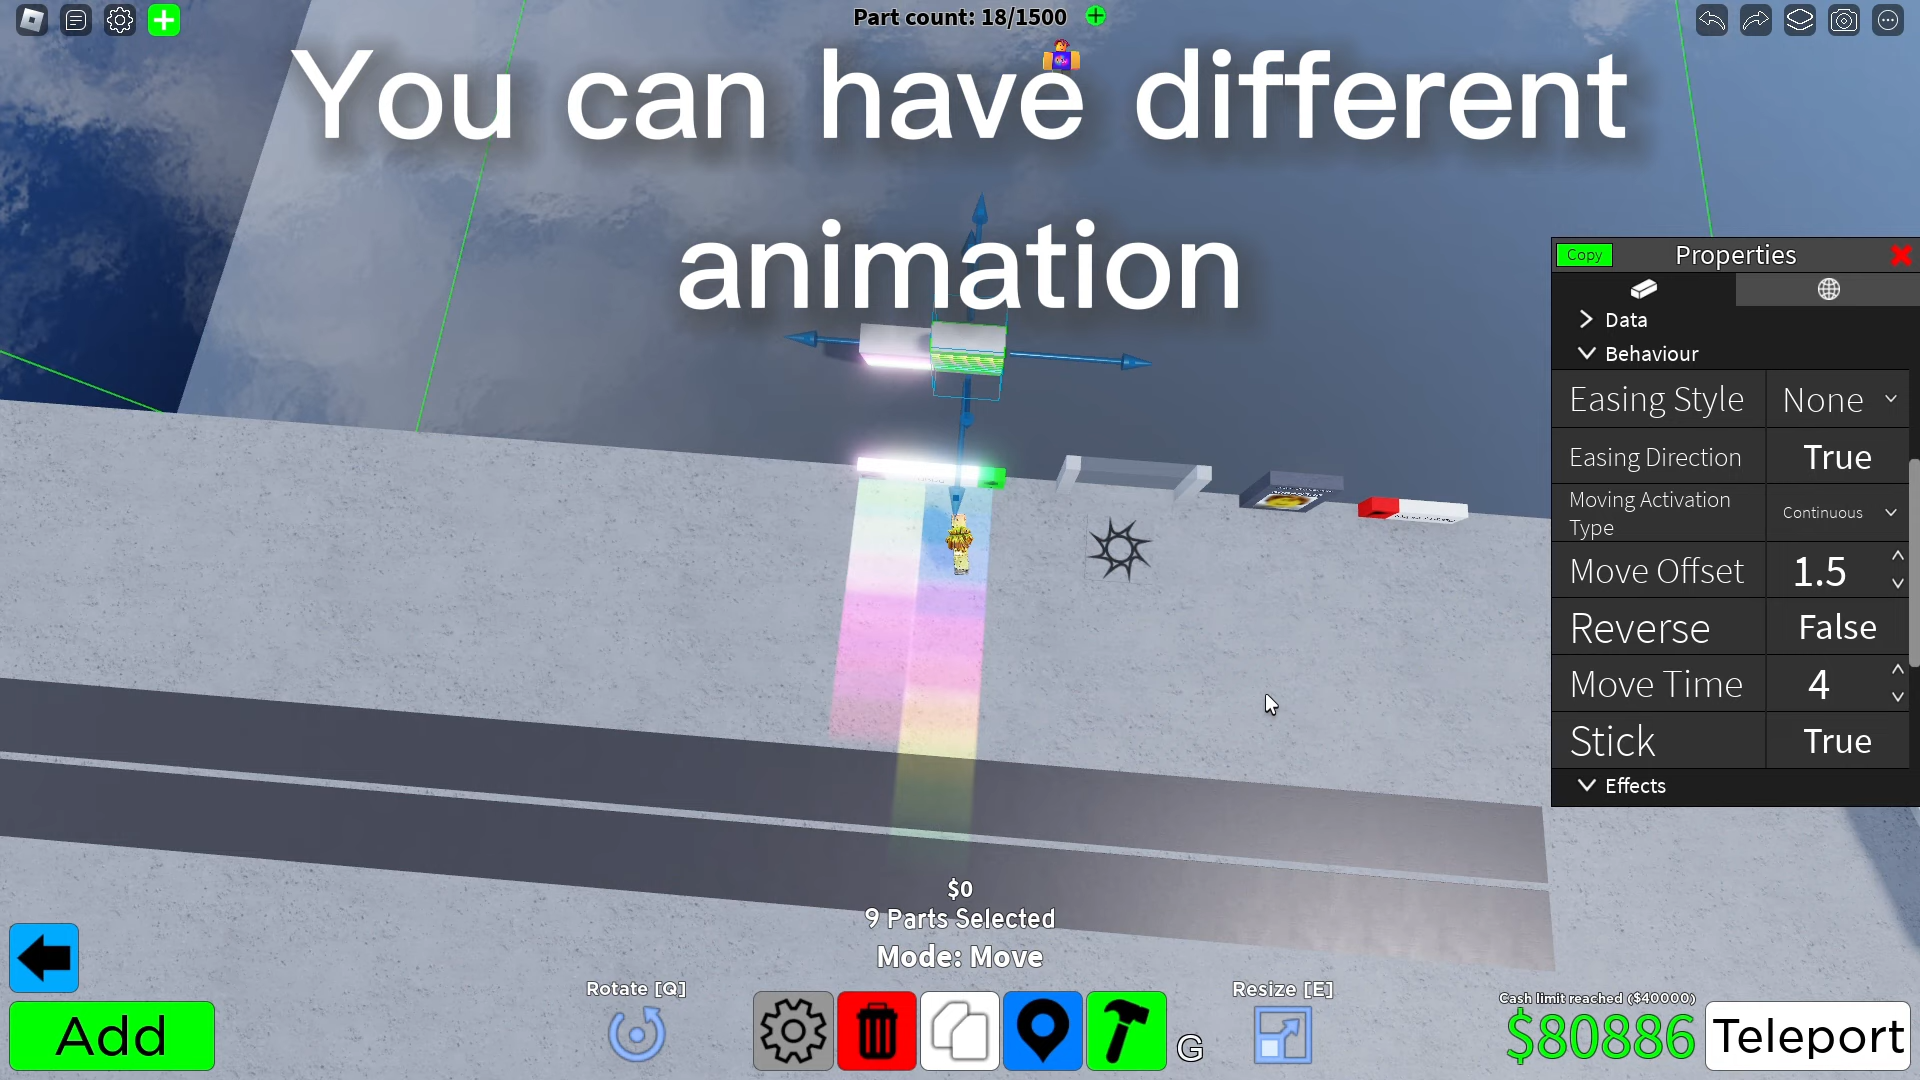 Part count: 18/1500
You can have different
animation
Copy
Properties
Data
Behaviour
Easing Style
None
Easing Direction
True
Moving Activation
Type
Continuous
Move Offset
1.5
Reverse
False
Move Time
4
Stick
True
Effects
$0
9 Parts Selected
Mode: Move
Rotate [Q]
Resize [E]
G
Add
Cash limit reached ($40000)
$80886
Teleport